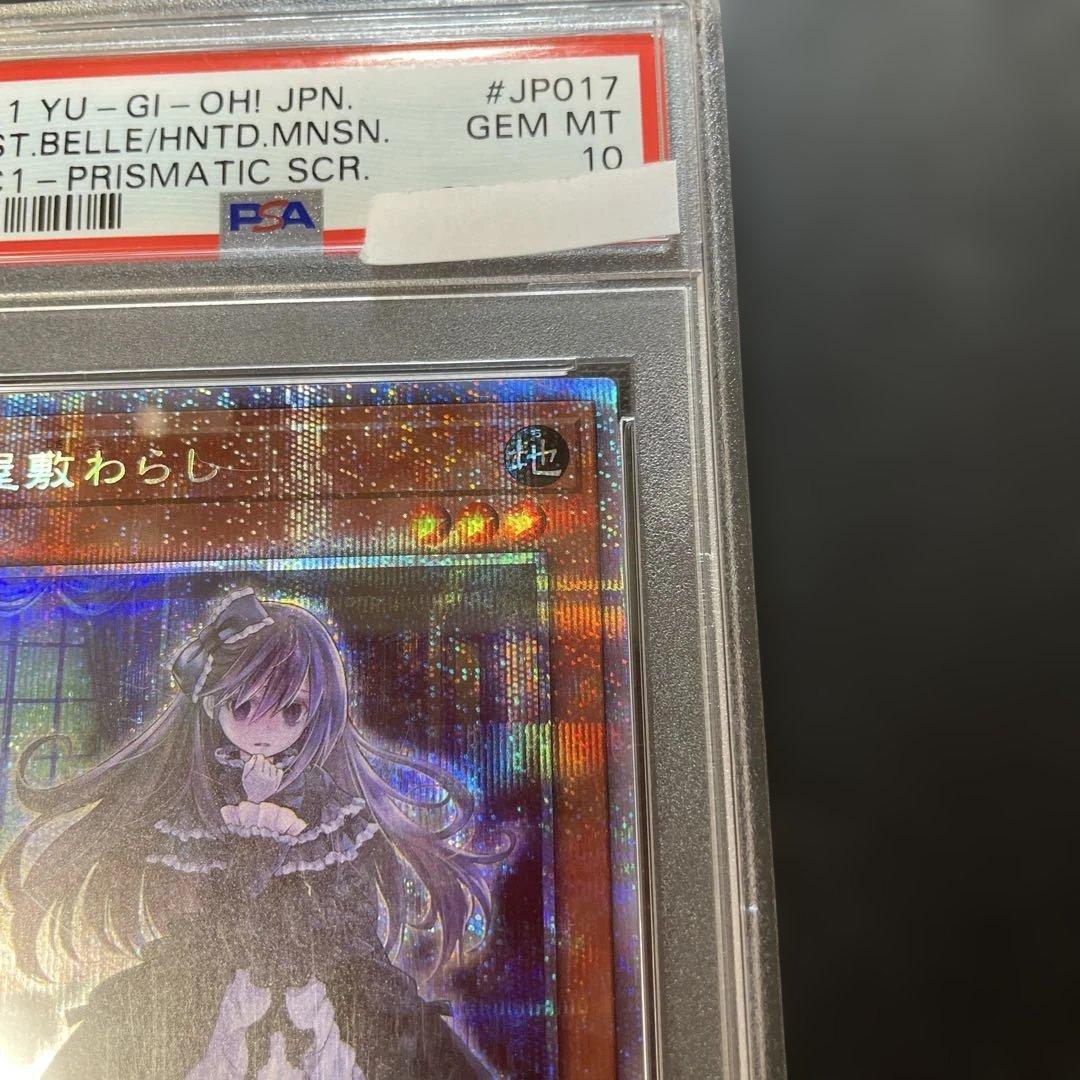 1 YU-GI-OH! JPN. #JP017
ST.BELLE/HNTD.MNSN. GEM MT
C1-PRISMATIC SCR. 10
PSA
屋敷わらし
地